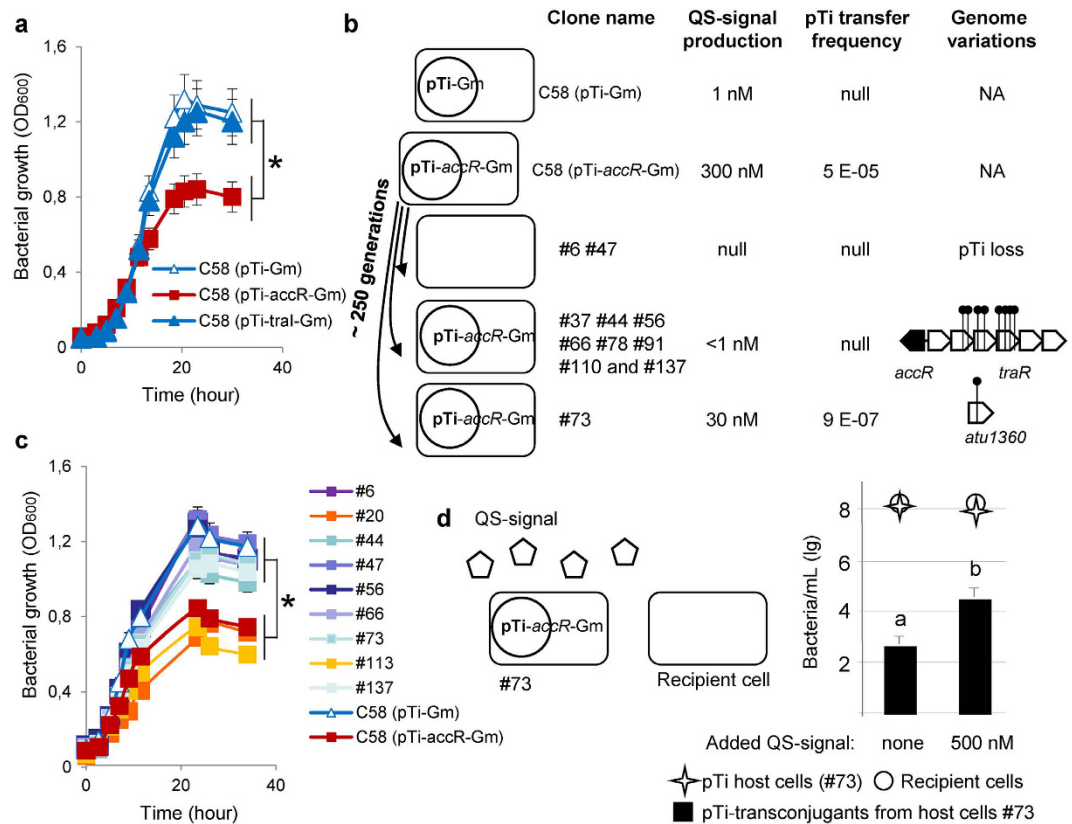 a
Bacterial growth (OD600)
1,6
1,2
0,8
0,4
0
0 20 40
Time (hour)
C58 (pTi-Gm)
C58 (pTi-accR-Gm)
C58 (pTi-traI-Gm)
*
b
Clone name QS-signal production pTi transfer frequency Genome variations
pTi-Gm C58 (pTi-Gm) 1 nM null NA
pTi-accR-Gm C58 (pTi-accR-Gm) 300 nM 5 E-05 NA
~ 250 generations
#6 #47 null null pTi loss
pTi-accR-Gm
#37 #44 #56
#66 #78 #91
#110 and #137
<1 nM null
accR traR
pTi-accR-Gm #73 30 nM 9 E-07
atu1360
c
Bacterial growth (OD600)
1,6
1,2
0,8
0,4
0
0 20 40
Time (hour)
*
#6
#20
#44
#47
#56
#66
#73
#113
#137
C58 (pTi-Gm)
C58 (pTi-accR-Gm)
d
QS-signal
pTi-accR-Gm
#73
Recipient cell
Bacteria/mL (lg)
8
6
4
2
a
b
Added QS-signal: none 500 nM
pTi host cells (#73) Recipient cells
pTi-transconjugants from host cells #73